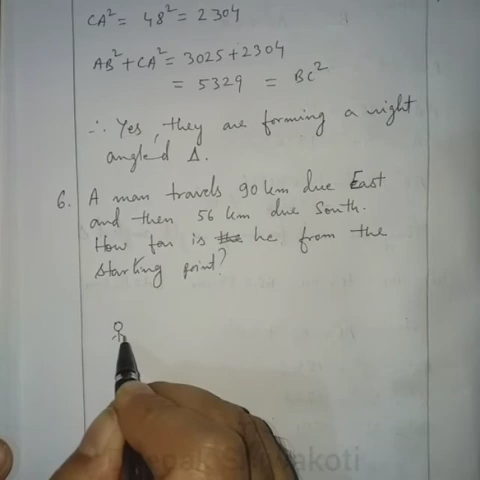 CA² = 48² = 2304
AB² + CA² = 3025 + 2304
= 5329 = BC²
∴ Yes, they are forming a right
angled Δ.
6. A man travels 90 km due East
and then 56 km due South.
How far is he from the
starting point?